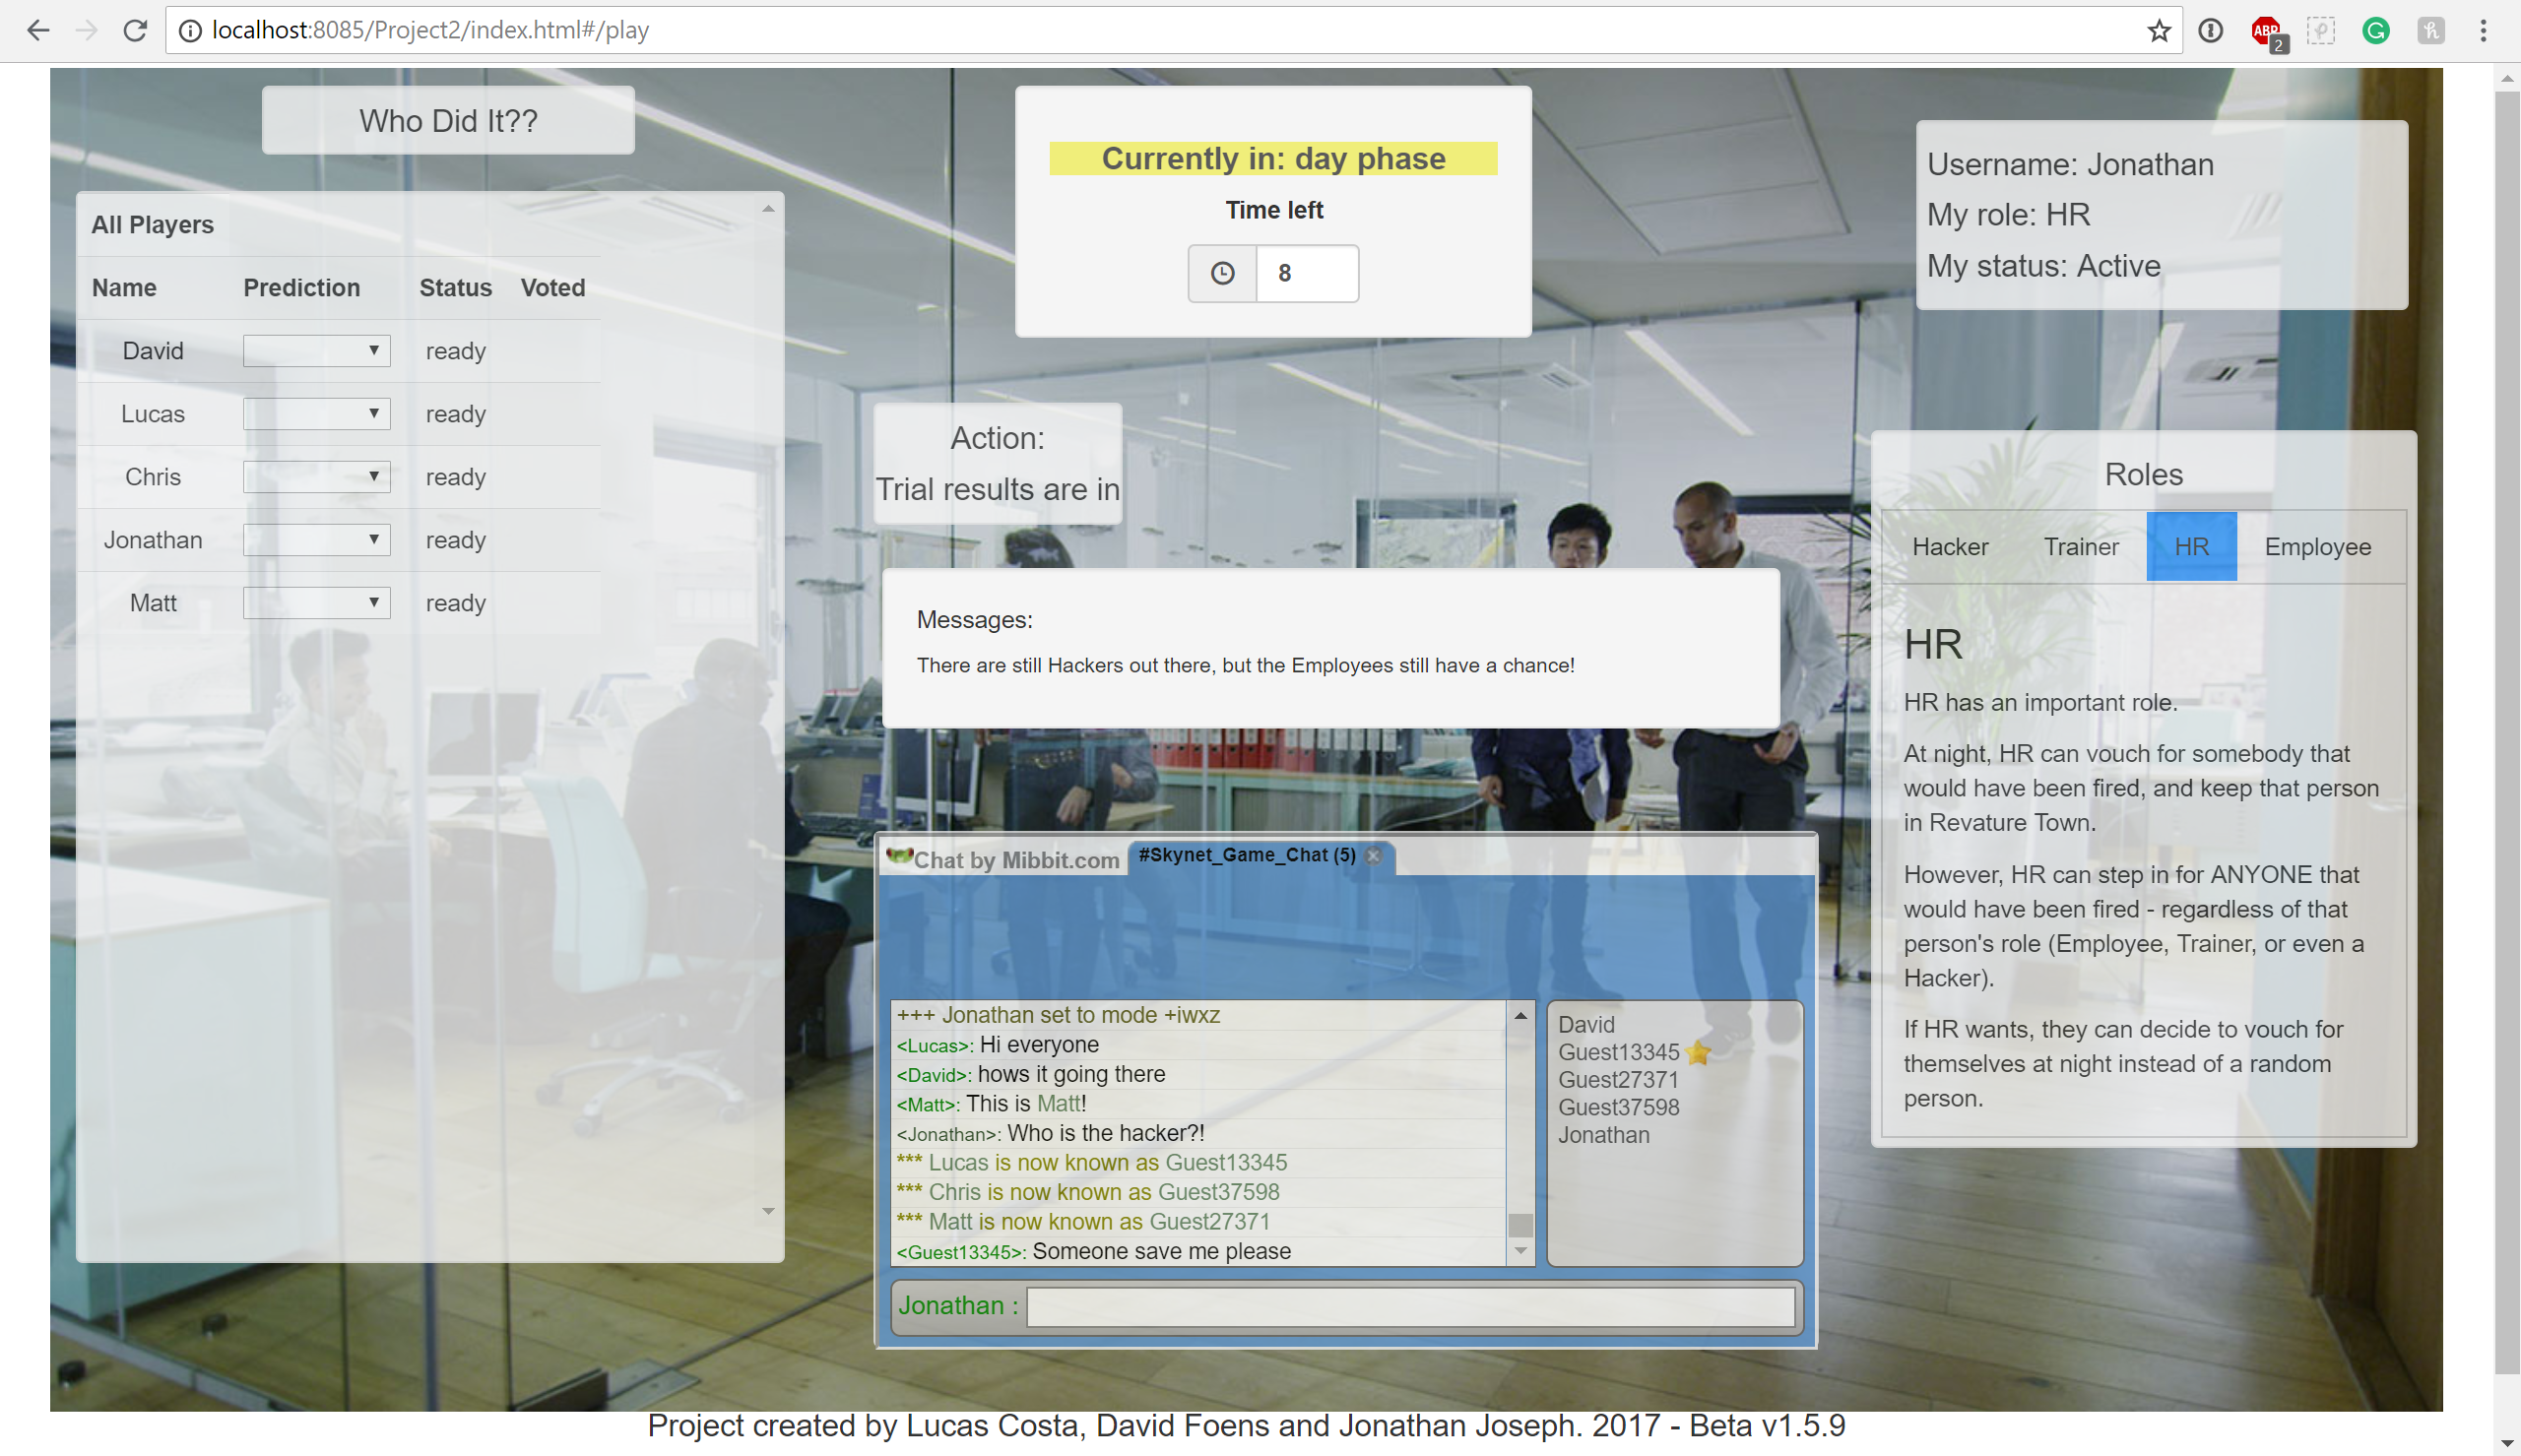 localhost:8085/Project2/index.html#/play
ABP
2
Who Did It??
All Players
Name Prediction Status Voted
David ready
Lucas ready
Chris ready
Jonathan ready
Matt ready
Currently in: day phase
Time left
8
Username: Jonathan
My role: HR
My status: Active
Action:
Trial results are in
Messages:
There are still Hackers out there, but the Employees still have a chance!
Roles
Hacker Trainer HR Employee
HR
HR has an important role.
At night, HR can vouch for somebody that
would have been fired, and keep that person
in Revature Town.
However, HR can step in for ANYONE that
would have been fired - regardless of that
person's role (Employee, Trainer, or even a
Hacker).
If HR wants, they can decide to vouch for
themselves at night instead of a random
person.
Chat by Mibbit.com #Skynet_Game_Chat (5)
+++ Jonathan set to mode +iwxz
<Lucas>: Hi everyone
<David>: hows it going there
<Matt>: This is Matt!
<Jonathan>: Who is the hacker?!
*** Lucas is now known as Guest13345
*** Chris is now known as Guest37598
*** Matt is now known as Guest27371
<Guest13345>: Someone save me please
David
Guest13345
Guest27371
Guest37598
Jonathan
Jonathan :
Project created by Lucas Costa, David Foens and Jonathan Joseph. 2017 - Beta v1.5.9